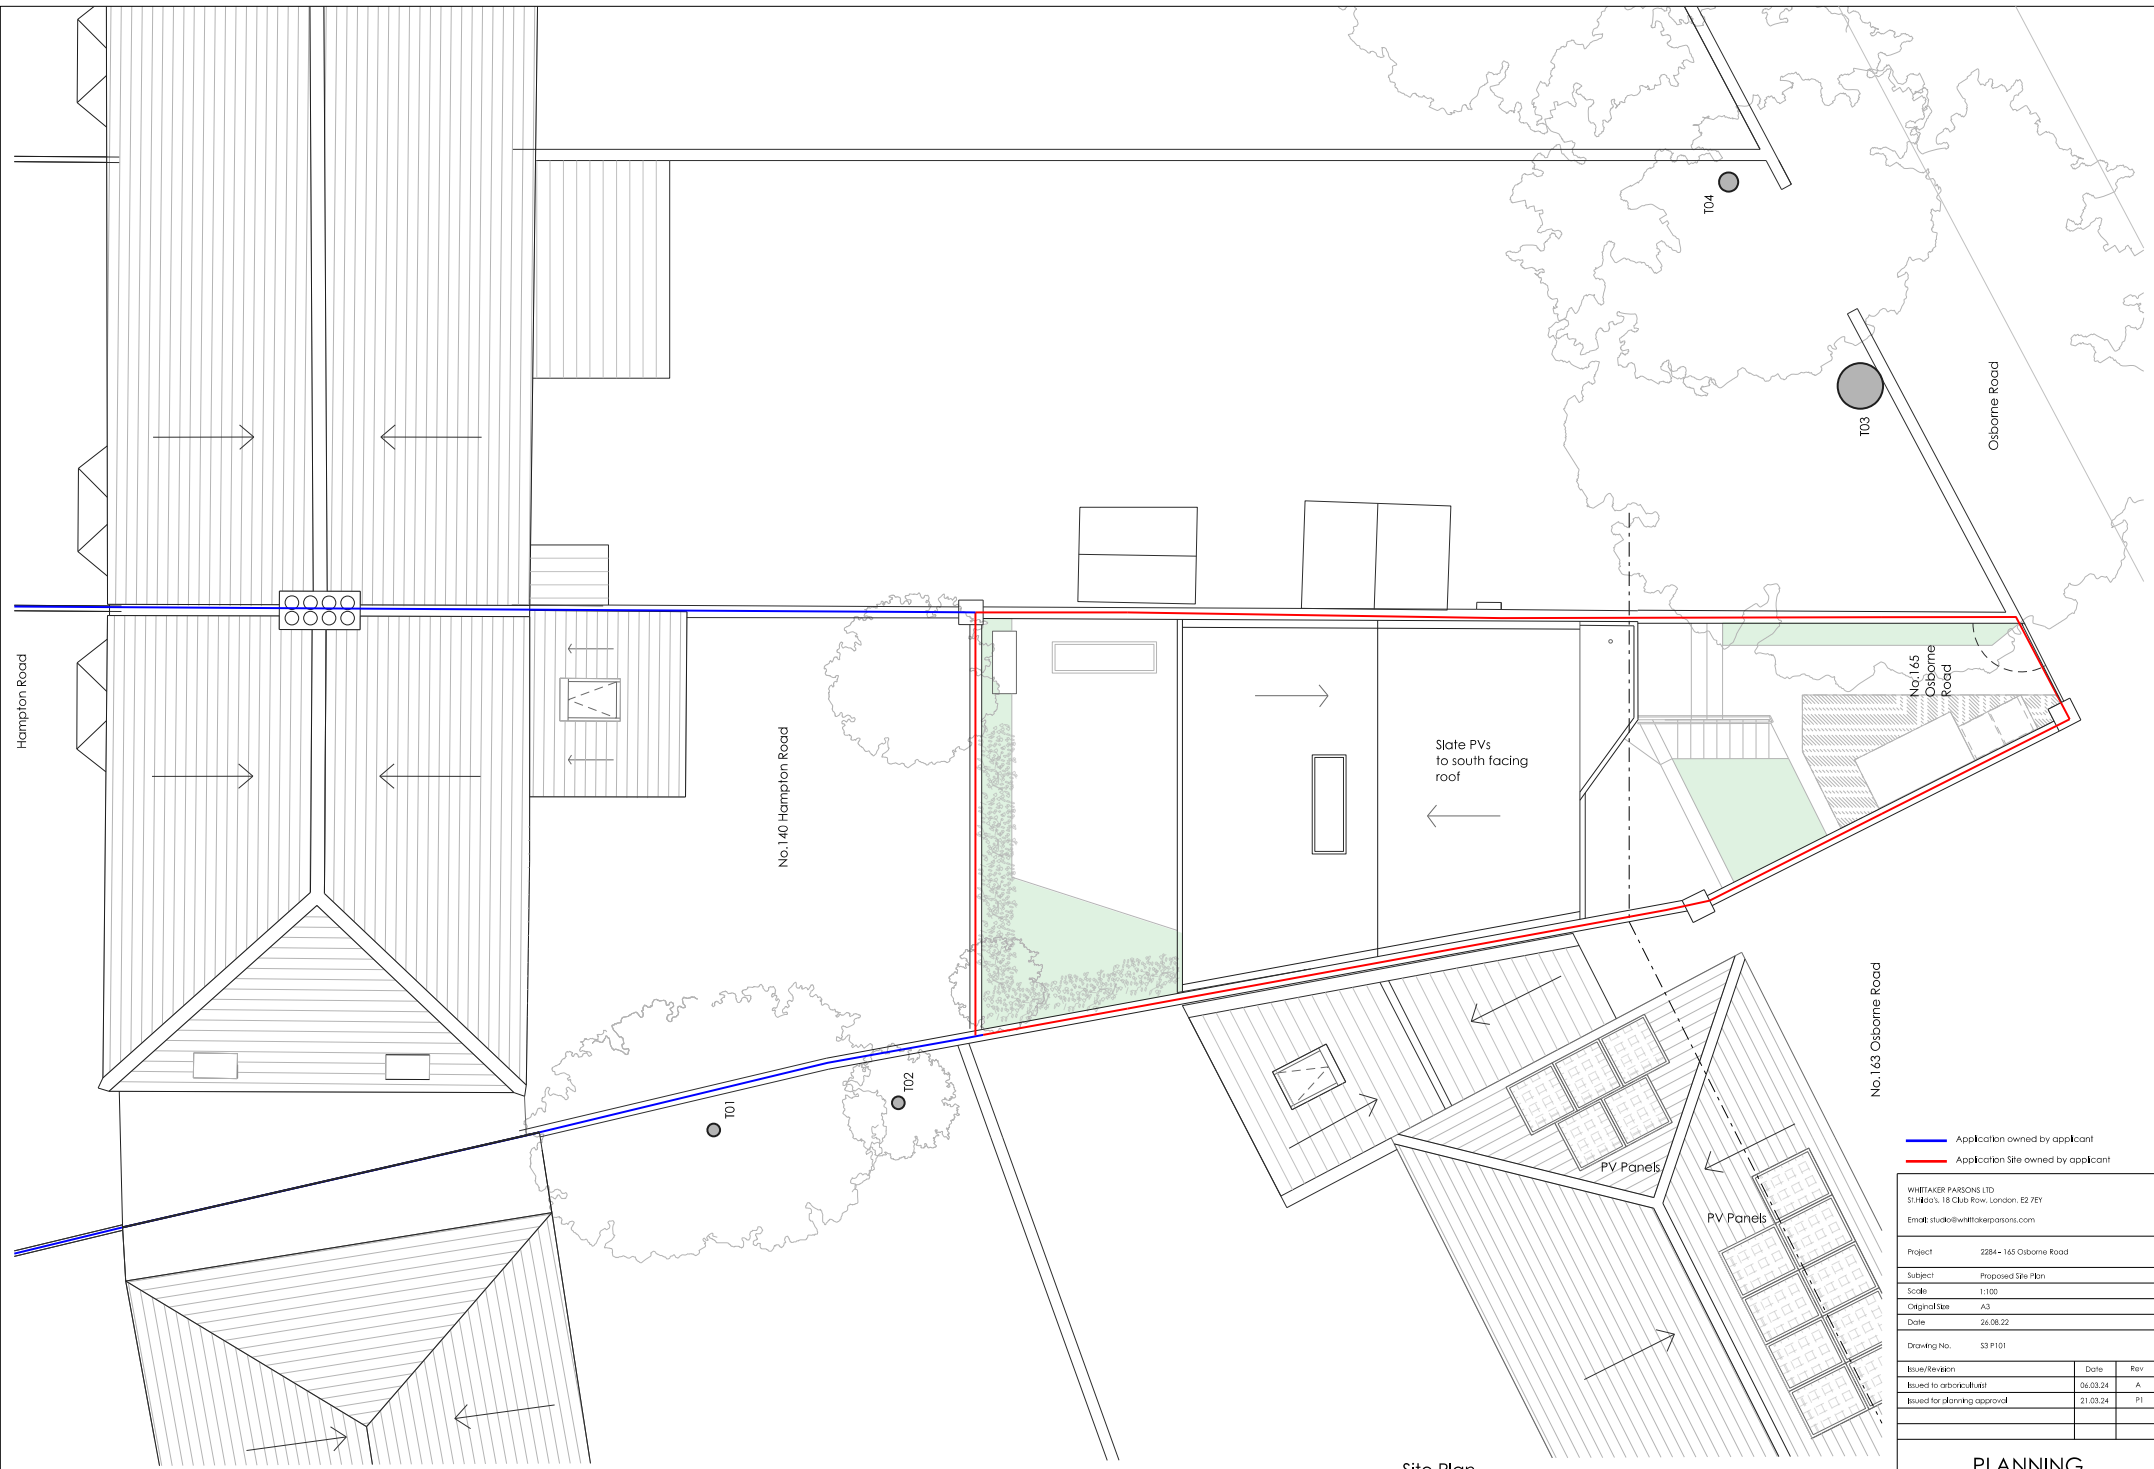 T04
T03
Osborne Road
Hampton Road
No.140 Hampton Road
Slate PVs
to south facing
roof
No.165
Osborne
Road
T01
T02
No.163 Osborne Road
PV Panels
PV Panels
Application owned by applicant
Application Site owned by applicant
WHITTAKER PARSONS LTD
St.Hilda's, 18 Club Row, London, E2 7EY
Email: studio@whittakerparsons.com
Project 2284 - 165 Osborne Road
Subject Proposed Site Plan
Scale 1:100
Original Size A3
Date 26.08.22
Drawing No. S3 P101
Issue/Revision Date Rev
Issued to arboriculturist 06.03.24 A
Issued for planning approval 21.03.24 P1
Site Plan
PLANNING